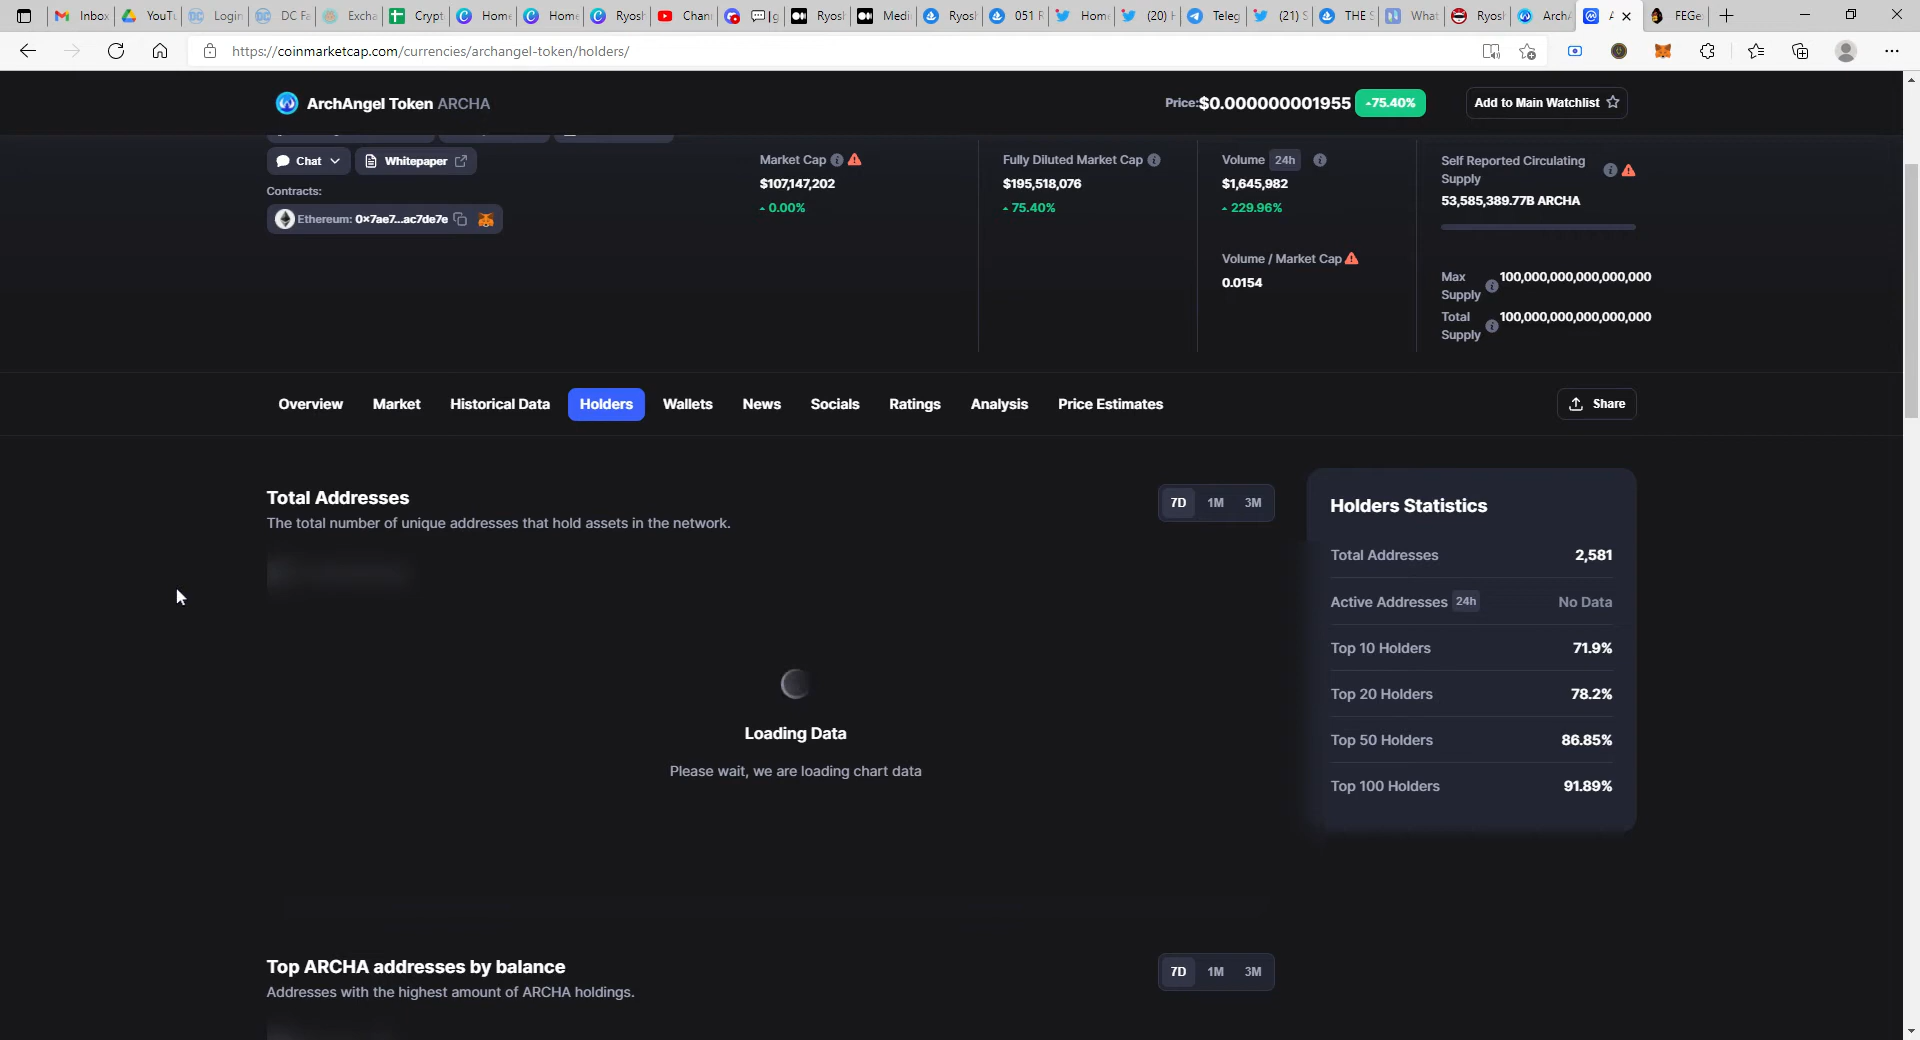 Inbox
YouTu
Login
DC Fa
Excha
Crypt
Home
Home
Ryosh
Chan
Ryosh
Medi
Ryosh
051 R
Home
(20) H
Teleg
(21) S
THE S
What
Ryosh
ArchA
FEGex
https://coinmarketcap.com/currencies/archangel-token/holders/
ArchAngel Token ARCHA
Price:$0.000000001955 75.40%
Add to Main Watchlist
Chat
Whitepaper
Contracts:
Ethereum: 0x7ae7...ac7de7e
Market Cap
$107,147,202
0.00%
Fully Diluted Market Cap
$195,518,076
75.40%
Volume 24h
$1,645,982
229.96%
Volume / Market Cap
0.0154
Self Reported Circulating
Supply
53,585,389.77B ARCHA
Max
Supply
100,000,000,000,000,000
Total
Supply
100,000,000,000,000,000
Overview Market Historical Data Holders Wallets News Socials Ratings Analysis Price Estimates
Share
Total Addresses
The total number of unique addresses that hold assets in the network.
7D 1M 3M
Loading Data
Please wait, we are loading chart data
Holders Statistics
Total Addresses 2,581
Active Addresses 24h No Data
Top 10 Holders 71.9%
Top 20 Holders 78.2%
Top 50 Holders 86.85%
Top 100 Holders 91.89%
Top ARCHA addresses by balance
Addresses with the highest amount of ARCHA holdings.
7D 1M 3M